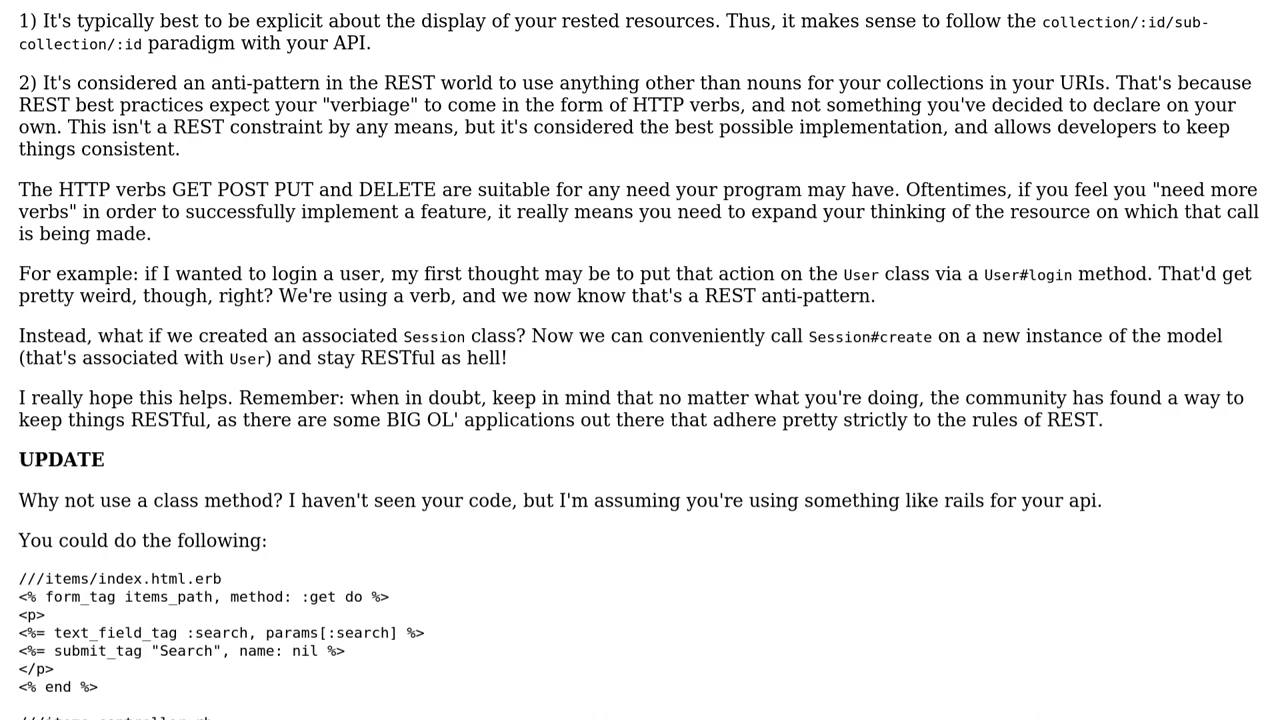 1) It's typically best to be explicit about the display of your rested resources. Thus, it makes sense to follow the collection/:id/sub-
collection/:id paradigm with your API.
2) It's considered an anti-pattern in the REST world to use anything other than nouns for your collections in your URIs. That's because
REST best practices expect your "verbiage" to come in the form of HTTP verbs, and not something you've decided to declare on your
own. This isn't a REST constraint by any means, but it's considered the best possible implementation, and allows developers to keep
things consistent.
The HTTP verbs GET POST PUT and DELETE are suitable for any need your program may have. Oftentimes, if you feel you "need more
verbs" in order to successfully implement a feature, it really means you need to expand your thinking of the resource on which that call
is being made.
For example: if I wanted to login a user, my first thought may be to put that action on the User class via a User#login method. That'd get
pretty weird, though, right? We're using a verb, and we now know that's a REST anti-pattern.
Instead, what if we created an associated Session class? Now we can conveniently call Session#create on a new instance of the model
(that's associated with User) and stay RESTful as hell!
I really hope this helps. Remember: when in doubt, keep in mind that no matter what you're doing, the community has found a way to
keep things RESTful, as there are some BIG OL' applications out there that adhere pretty strictly to the rules of REST.
UPDATE
Why not use a class method? I haven't seen your code, but I'm assuming you're using something like rails for your api.
You could do the following:
///items/index.html.erb
<% form_tag items_path, method: :get do %>
<p>
<%= text_field_tag :search, params[:search] %>
<%= submit_tag "Search", name: nil %>
</p>
<% end %>